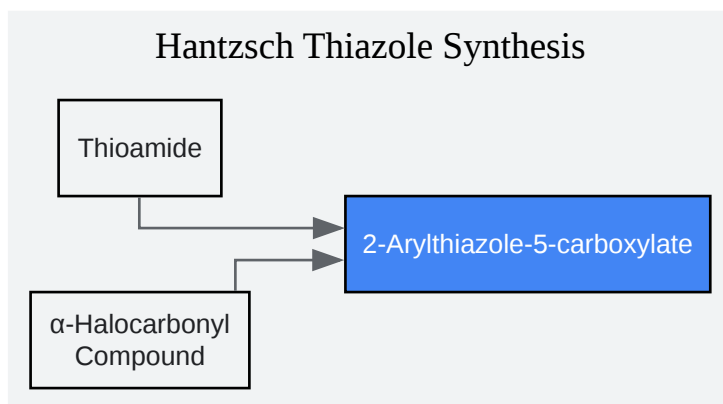 Hantzsch Thiazole Synthesis
Thioamide
2-Arylthiazole-5-carboxylate
α-Halocarbonyl
Compound